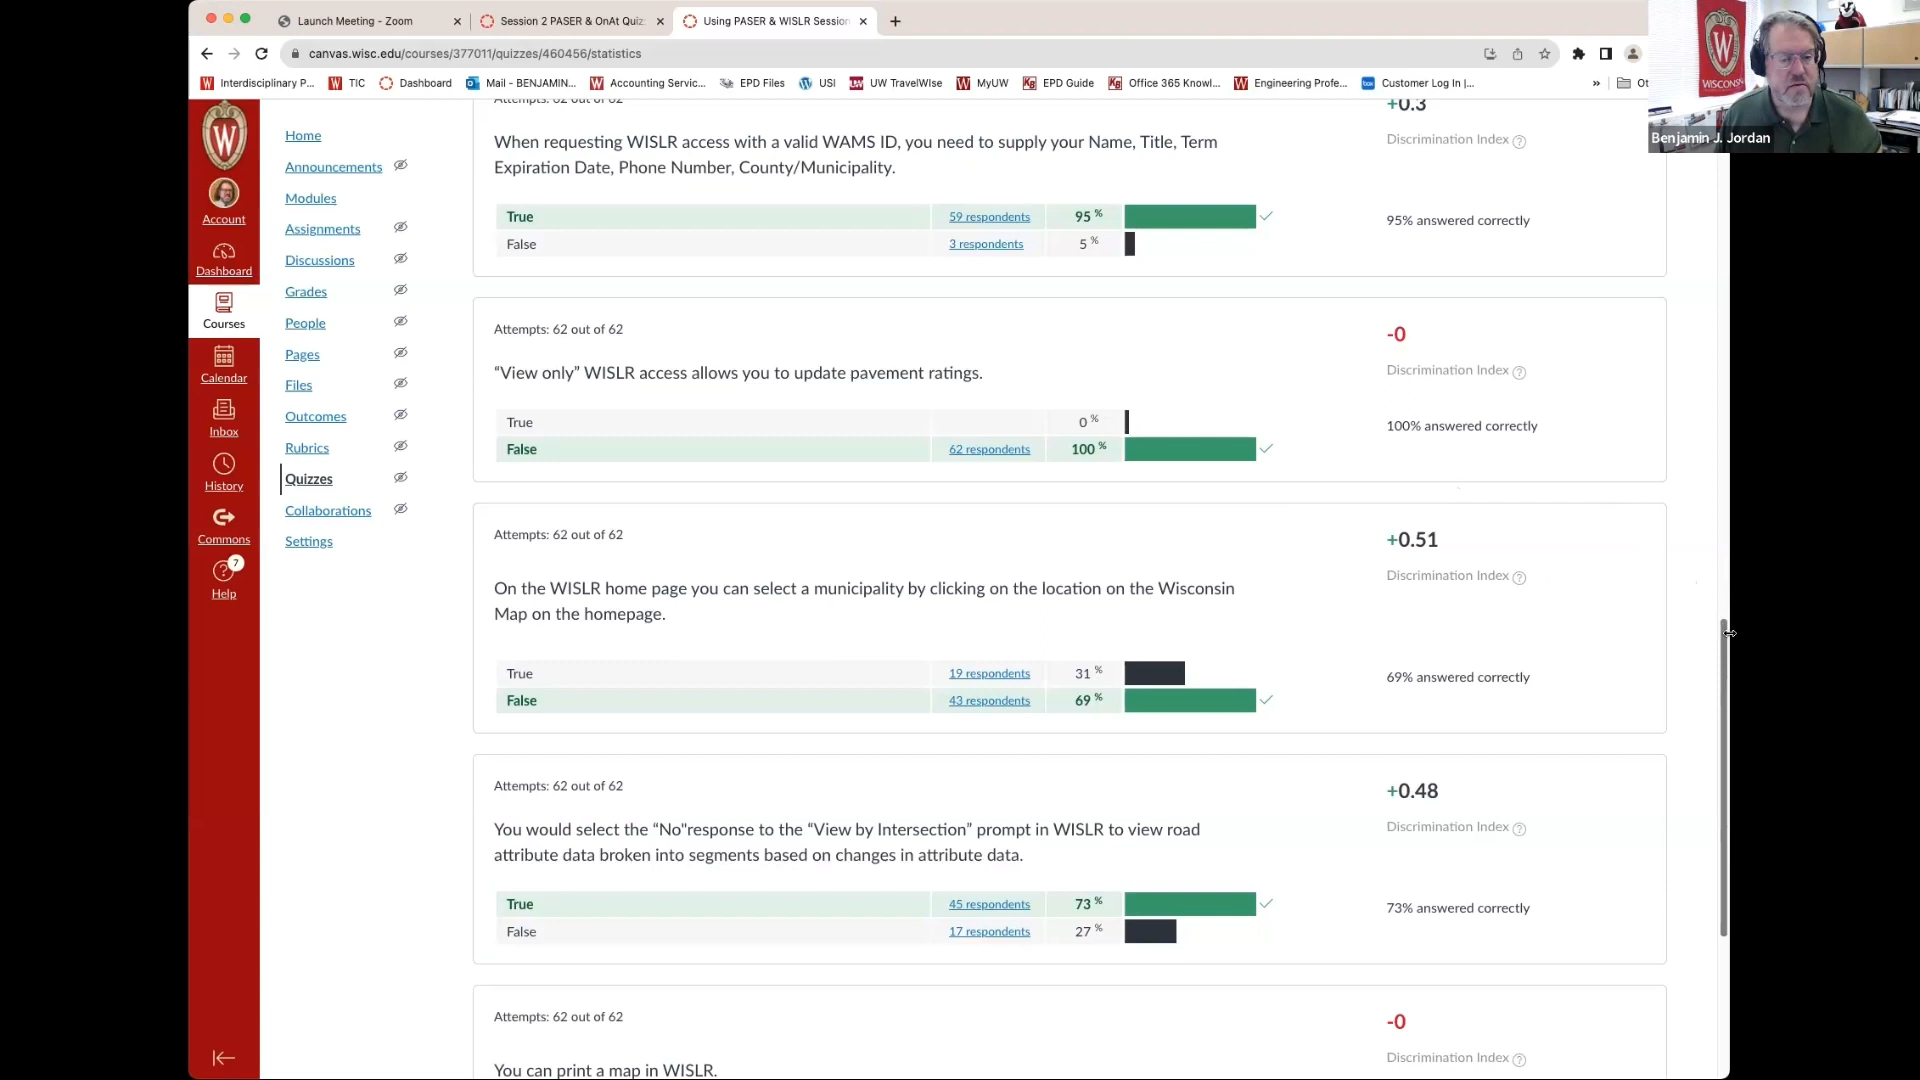 Launch Meeting - Zoom
Session 2 PASER & OnAt Quiz:
Using PASER & WISLR Session
canvas.wisc.edu/courses/377011/quizzes/460456/statistics
Interdisciplinary P...
TIC
Dashboard
Mail - BENJAMIN...
Accounting Servic...
EPD Files
USI
UW TravelWIse
MyUW
EPD Guide
Office 365 Knowl...
Engineering Profe...
Customer Log In |...
»
Ot
WISCONSIN
Benjamin J. Jordan
Account
Dashboard
Courses
Calendar
Inbox
History
Commons
7
Help
Home
Announcements
Modules
Assignments
Discussions
Grades
People
Pages
Files
Outcomes
Rubrics
Quizzes
Collaborations
Settings
Attempts: 62 out of 62
+0.3
Discrimination Index
When requesting WISLR access with a valid WAMS ID, you need to supply your Name, Title, Term
Expiration Date, Phone Number, County/Municipality.
True 59 respondents 95 %
False 3 respondents 5 %
95% answered correctly
Attempts: 62 out of 62
-0
Discrimination Index
“View only” WISLR access allows you to update pavement ratings.
True 0 %
False 62 respondents 100 %
100% answered correctly
Attempts: 62 out of 62
+0.51
Discrimination Index
On the WISLR home page you can select a municipality by clicking on the location on the Wisconsin
Map on the homepage.
True 19 respondents 31 %
False 43 respondents 69 %
69% answered correctly
Attempts: 62 out of 62
+0.48
Discrimination Index
You would select the “No"response to the “View by Intersection” prompt in WISLR to view road
attribute data broken into segments based on changes in attribute data.
True 45 respondents 73 %
False 17 respondents 27 %
73% answered correctly
Attempts: 62 out of 62
-0
Discrimination Index
You can print a map in WISLR.